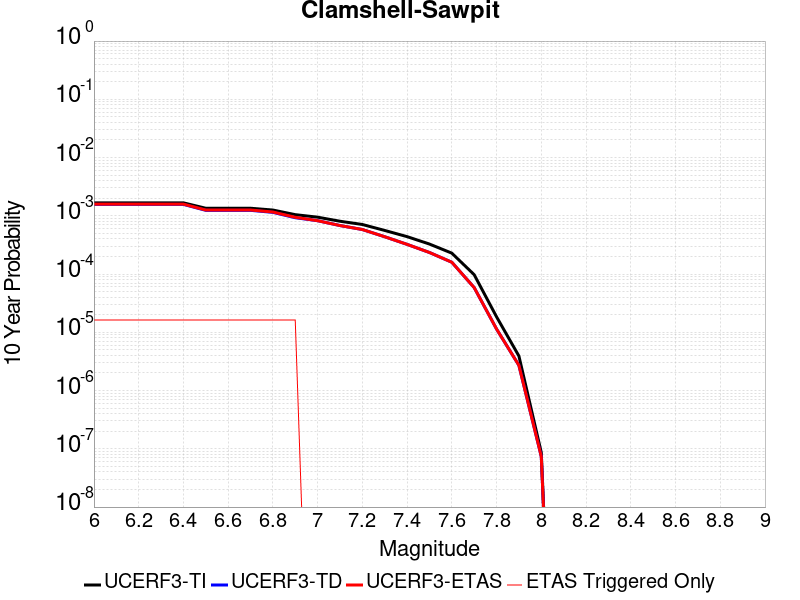 Clamshell-Sawpit
10^0
10^-1
10^-2
10^-3
10^-4
10^-5
10^-6
10^-7
10^-8
10 Year Probability
6 6.2 6.4 6.6 6.8 7 7.2 7.4 7.6 7.8 8 8.2 8.4 8.6 8.8 9
Magnitude
UCERF3-TI UCERF3-TD UCERF3-ETAS ETAS Triggered Only